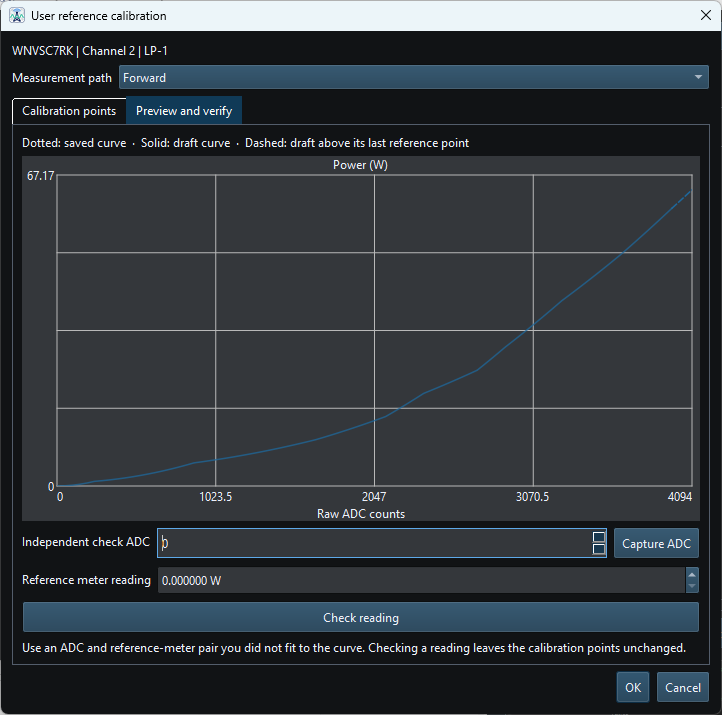 User reference calibration
WNVSC7RK | Channel 2 | LP-1
Measurement path Forward
Calibration points Preview and verify
Dotted: saved curve · Solid: draft curve · Dashed: draft above its last reference point
Power (W)
67.17
0
0 1023.5 2047 3070.5 4094
Raw ADC counts
Independent check ADC 0 Capture ADC
Reference meter reading 0.000000 W
Check reading
Use an ADC and reference-meter pair you did not fit to the curve. Checking a reading leaves the calibration points unchanged.
OK Cancel